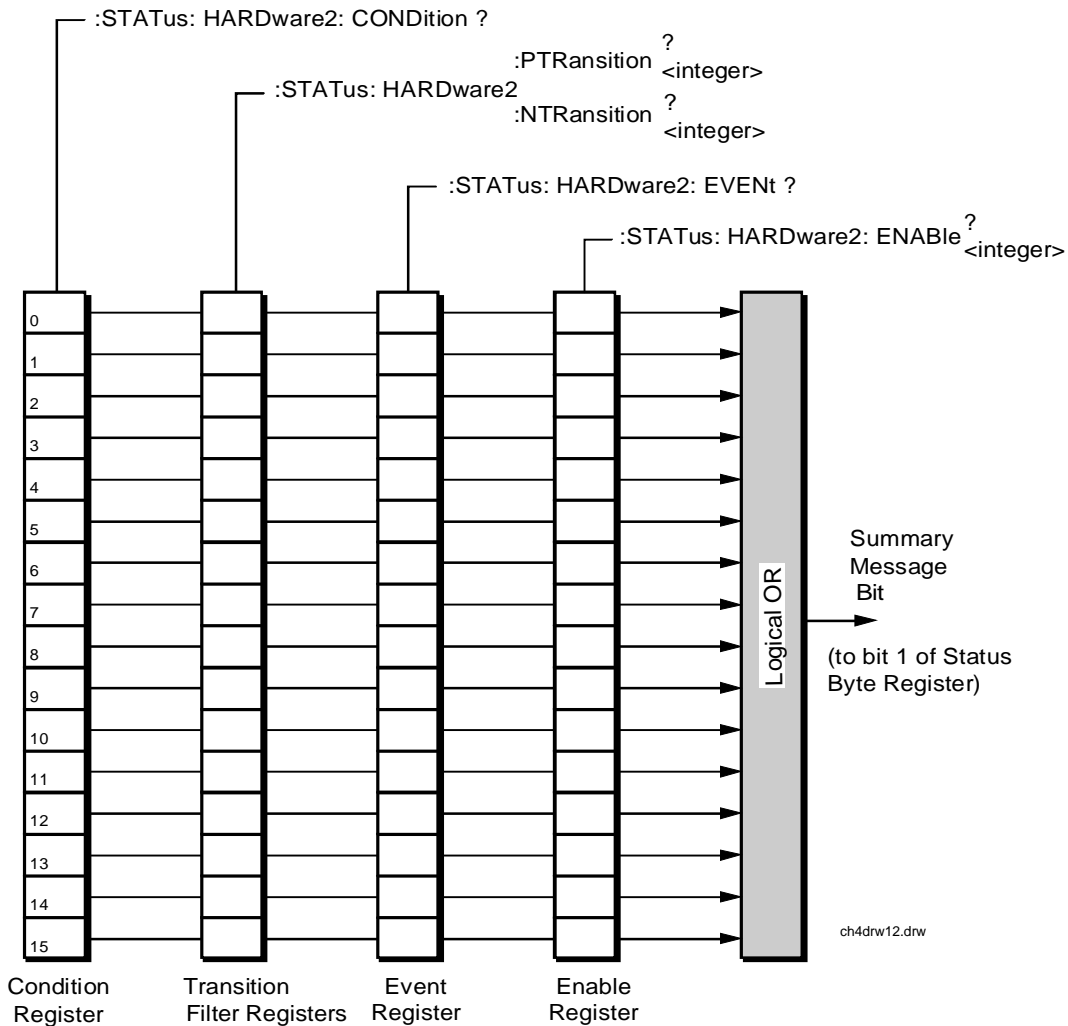 :STATus: HARDware2: CONDition ?
:PTRansition ? <integer>
:STATus: HARDware2
:NTRansition ? <integer>
:STATus: HARDware2: EVENt ?
:STATus: HARDware2: ENABle ? <integer>
0
1
2
3
4
5
6
7
8
9
10
11
12
13
14
15
Logical OR
Summary
Message
Bit
(to bit 1 of Status
Byte Register)
ch4drw12.drw
Condition
Register
Transition
Filter Registers
Event
Register
Enable
Register